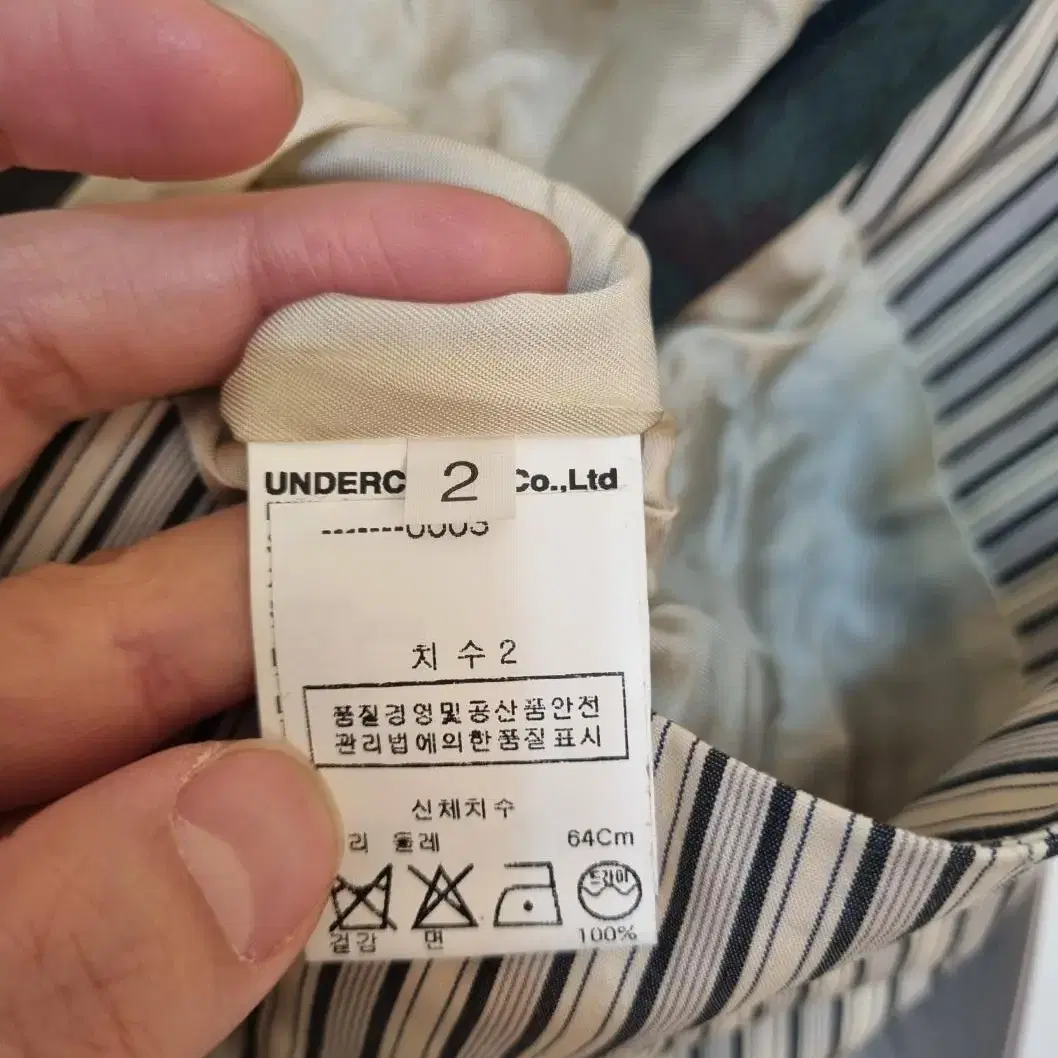 UNDERC
2
Co.,Ltd
치수2
품질경영및공산품안전
관리법에의한품질표시
신체치수
리 둘레 64Cm
드라이
겉감 면 100%